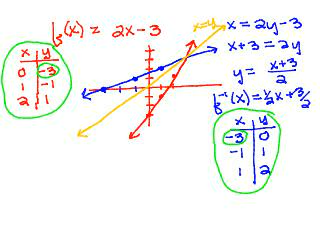 f(x) = 2x-3
x y
0 -3
1 -1
2 1
x=y
x = 2y-3
x+3 = 2y
y = x+3/2
f⁻¹(x) = ½x+3/2
x y
-3 0
-1 1
1 2